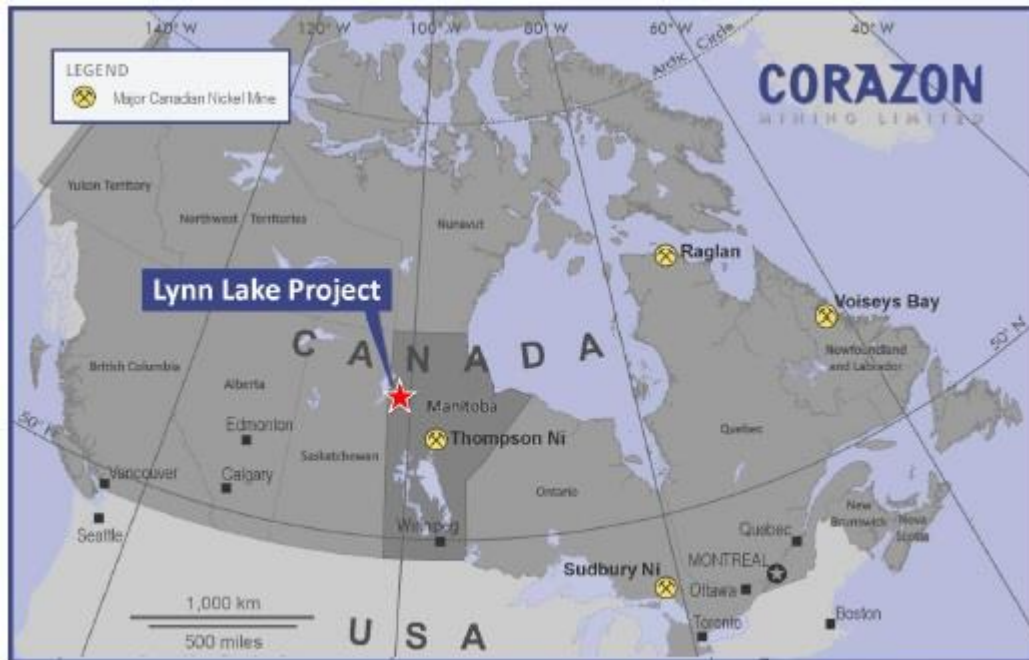 140° W
120° W
100° W
80° W
60° W
40° W
Arctic Circle
LEGEND
Major Canadian Nickel Mine
CORAZON
MINING LIMITED
Yukon Territory
Northwest Territories
Nunavut
Raglan
Lynn Lake Project
Voiseys Bay
Newfoundland
and Labrador
50° N
CANADA
British Columbia
Alberta
Manitoba
Edmonton
Thompson Ni
Saskatchewan
Quebec
50° N
Vancouver
Calgary
Ontario
New
Brunswick
Nova
Scotia
Seattle
Winnipeg
Quebec
MONTREAL
Sudbury Ni
Ottawa
1,000 km
500 miles
Toronto
Boston
USA